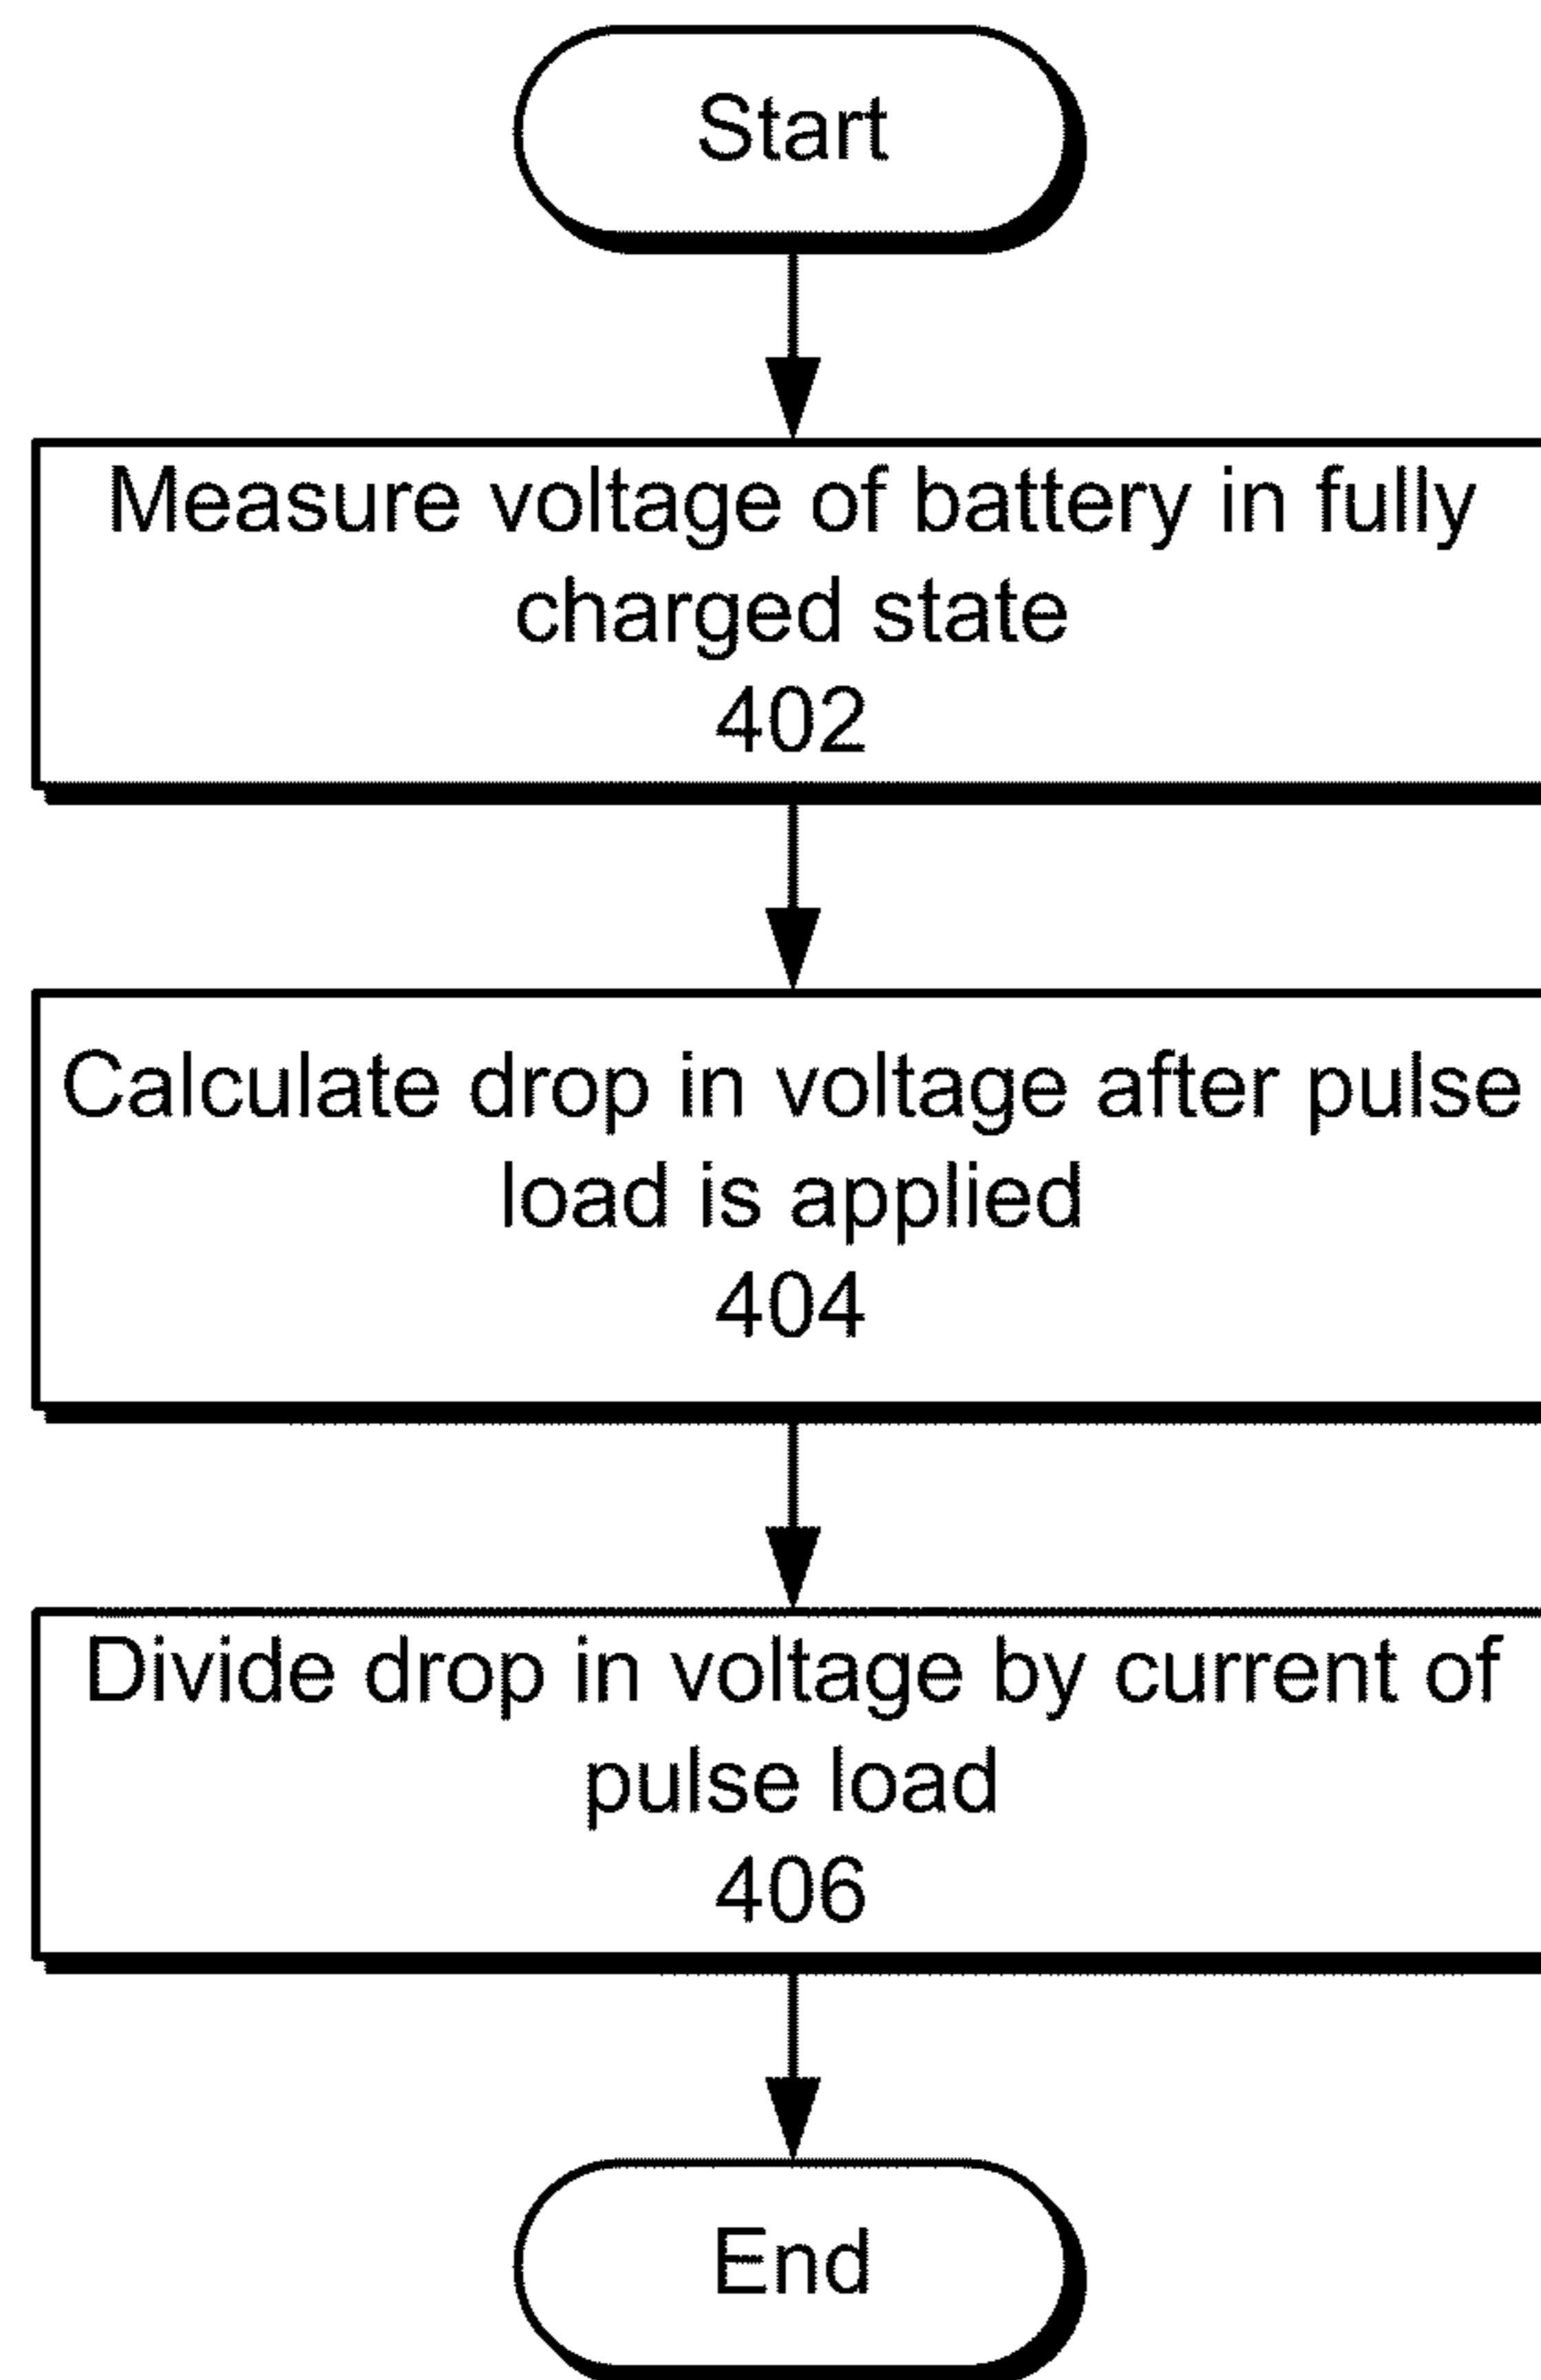 Start
Measure voltage of battery in fully
charged state
402
Calculate drop in voltage after pulse
load is applied
404
Divide drop in voltage by current of
pulse load
406
End